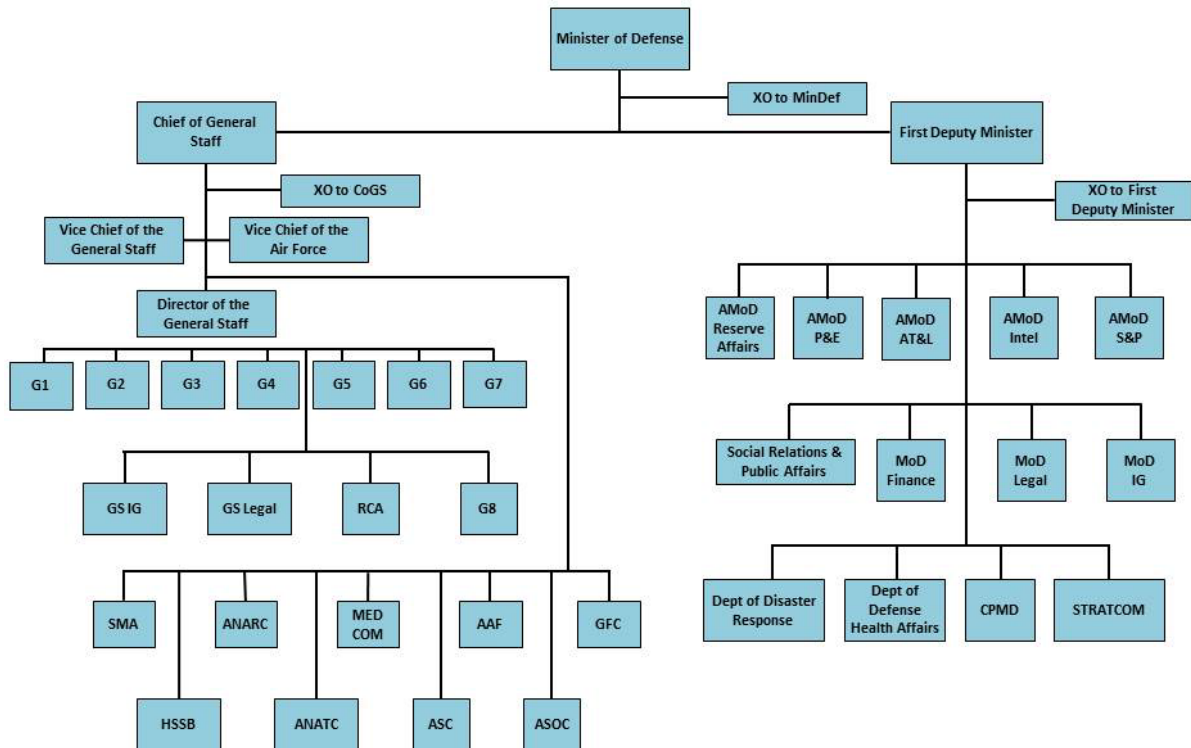 Minister of Defense
XO to MinDef
Chief of General
Staff
First Deputy Minister
XO to CoGS
XO to First
Deputy Minister
Vice Chief of the
General Staff
Vice Chief of the
Air Force
Director of the
General Staff
AMoD
Reserve
Affairs
AMoD
P&E
AMoD
AT&L
AMoD
Intel
AMoD
S&P
G1
G2
G3
G4
G5
G6
G7
Social Relations &
Public Affairs
MoD
Finance
MoD
Legal
MoD
IG
GS IG
GS Legal
RCA
G8
Dept of Disaster
Response
Dept of
Defense
Health Affairs
CPMD
STRATCOM
SMA
ANARC
MED
COM
AAF
GFC
HSSB
ANATC
ASC
ASOC